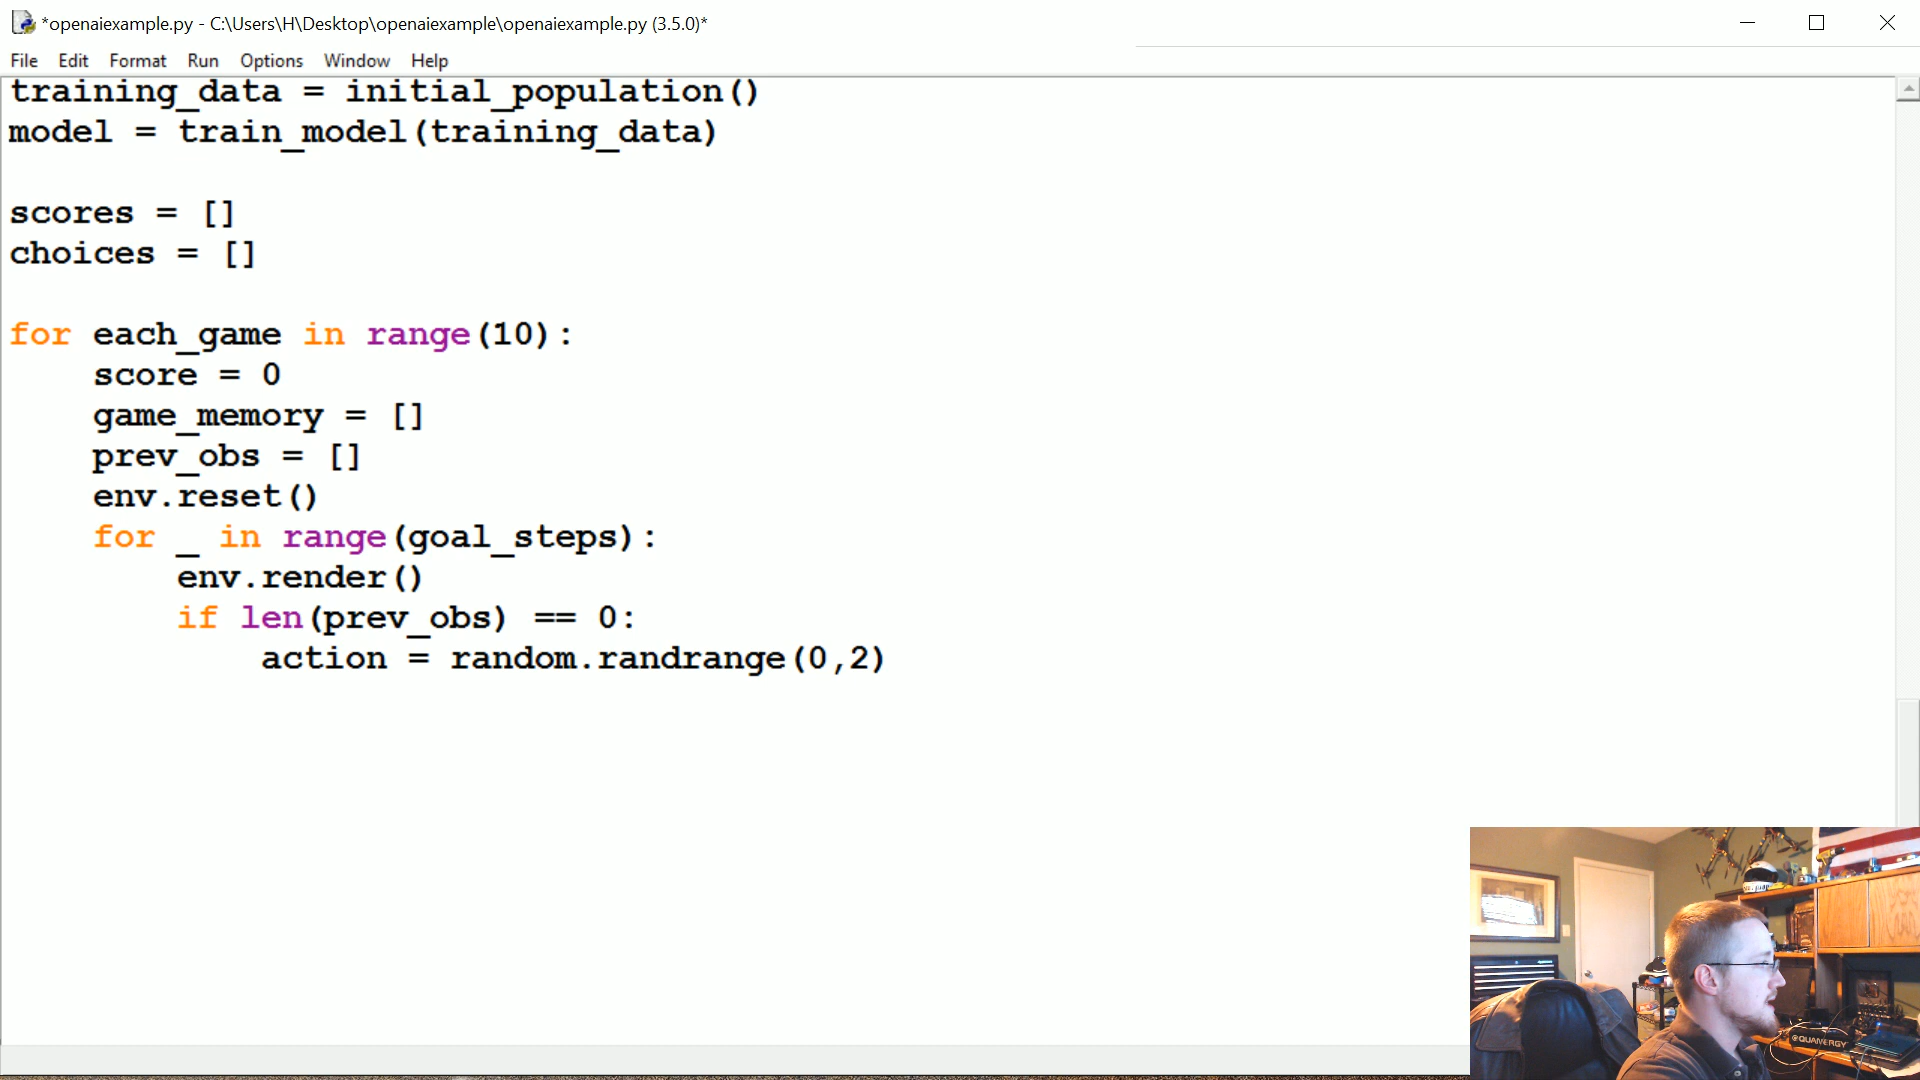 *openaiexample.py - C:\Users\H\Desktop\openaiexample\openaiexample.py (3.5.0)*
File Edit Format Run Options Window Help
training_data = initial_population()
model = train_model(training_data)
scores = []
choices = []
for each_game in range(10):
score = 0
game_memory = []
prev_obs = []
env.reset()
for _ in range(goal_steps):
env.render()
if len(prev_obs) == 0:
action = random.randrange(0,2)
QUANERGY